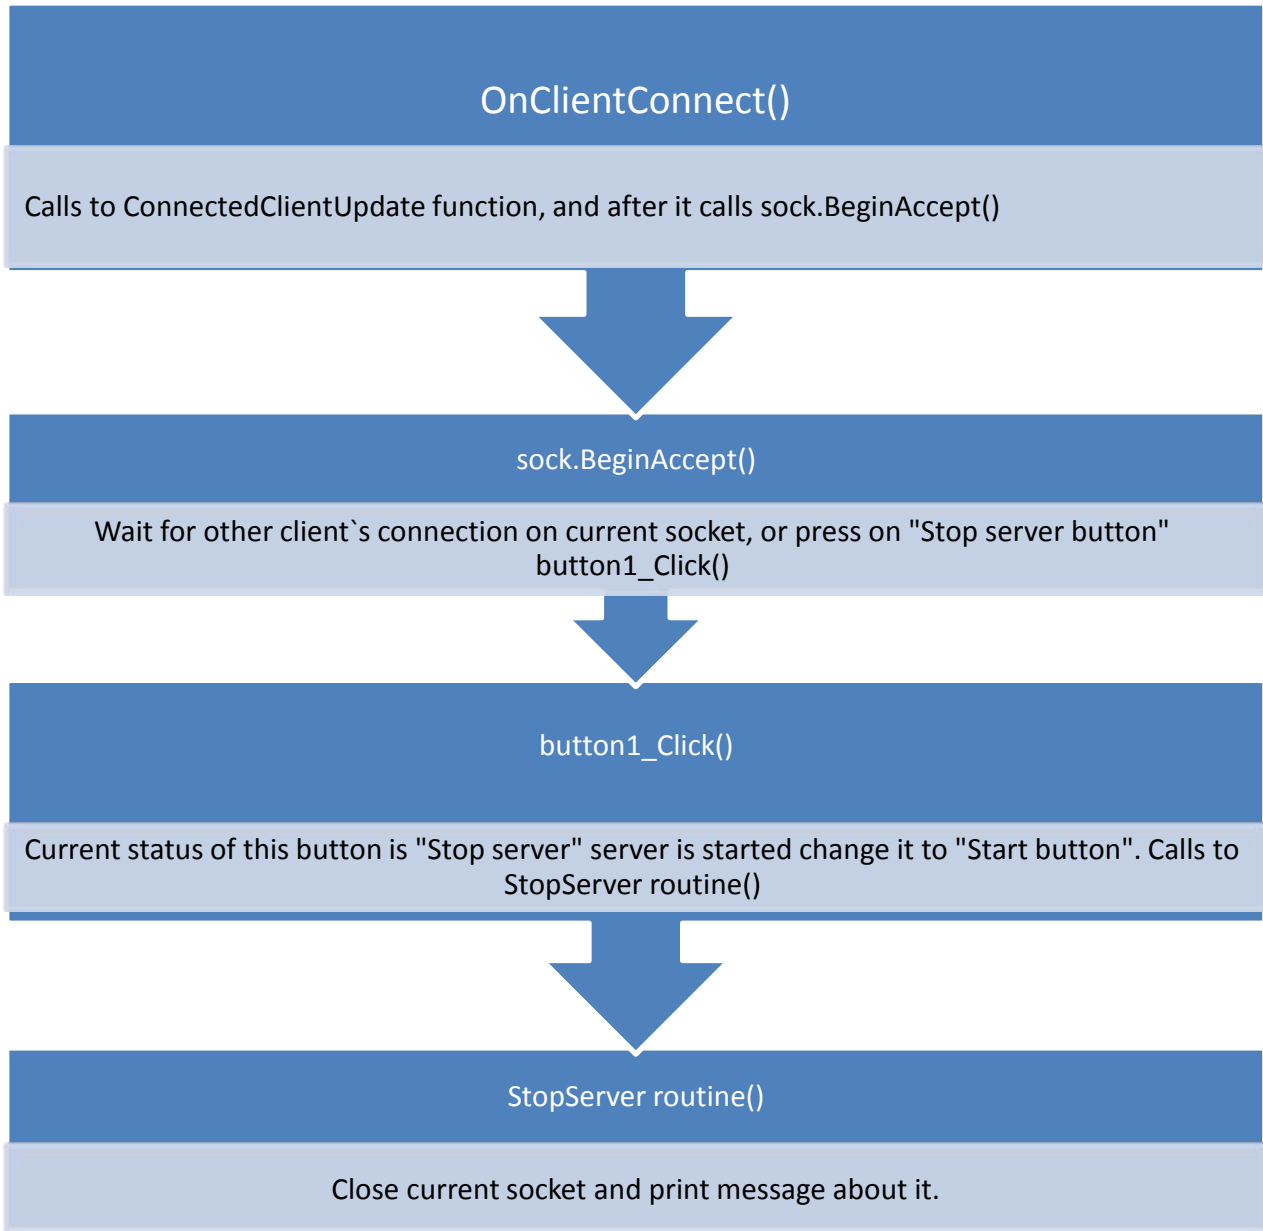 OnClientConnect()
Calls to ConnectedClientUpdate function, and after it calls sock.BeginAccept()
sock.BeginAccept()
Wait for other client`s connection on current socket, or press on "Stop server button"
button1_Click()
button1_Click()
Current status of this button is "Stop server" server is started change it to "Start button". Calls to
StopServer routine()
StopServer routine()
Close current socket and print message about it.